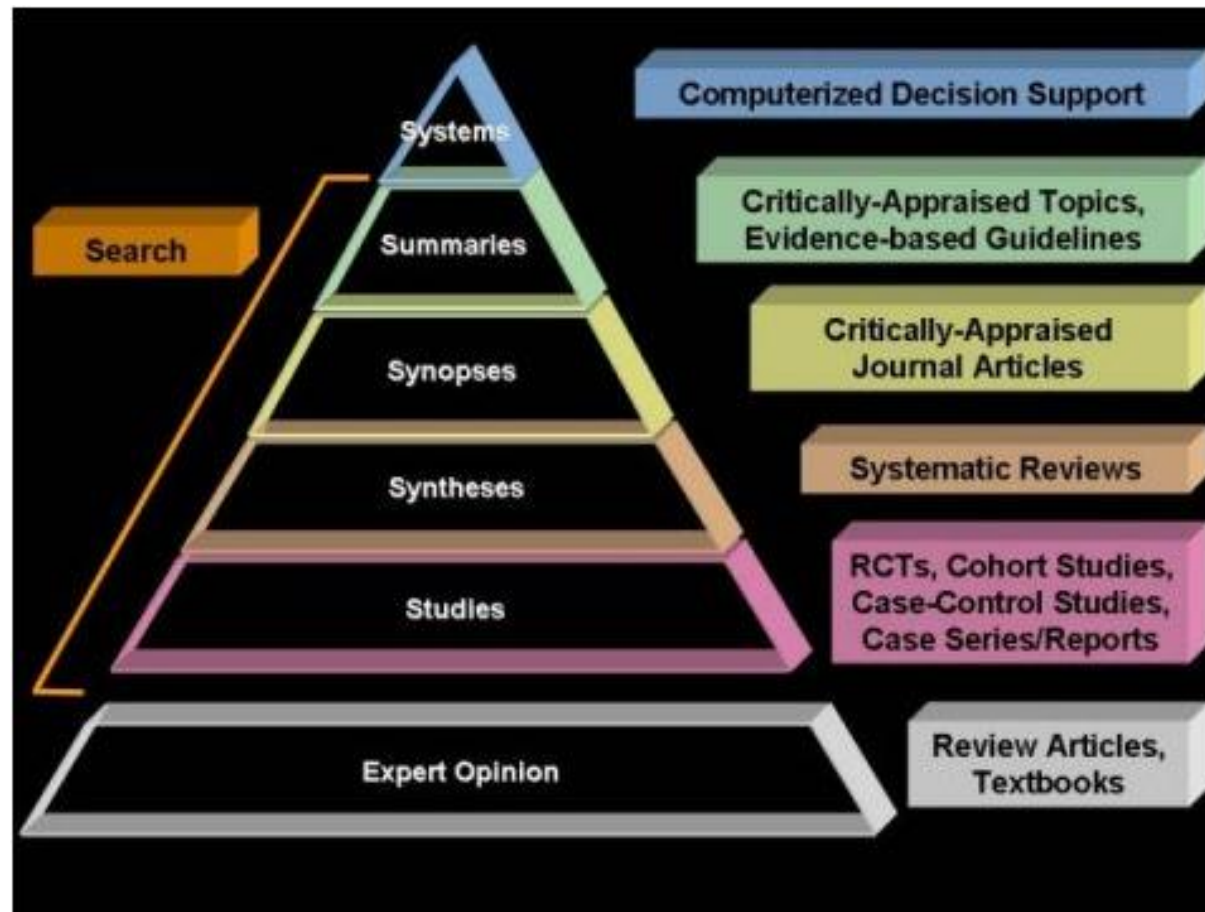 Computerized Decision Support
Systems
Critically-Appraised Topics,
Evidence-based Guidelines
Search
Summaries
Critically-Appraised
Journal Articles
Synopses
Systematic Reviews
Syntheses
RCTs, Cohort Studies,
Case-Control Studies,
Case Series/Reports
Studies
Review Articles,
Textbooks
Expert Opinion